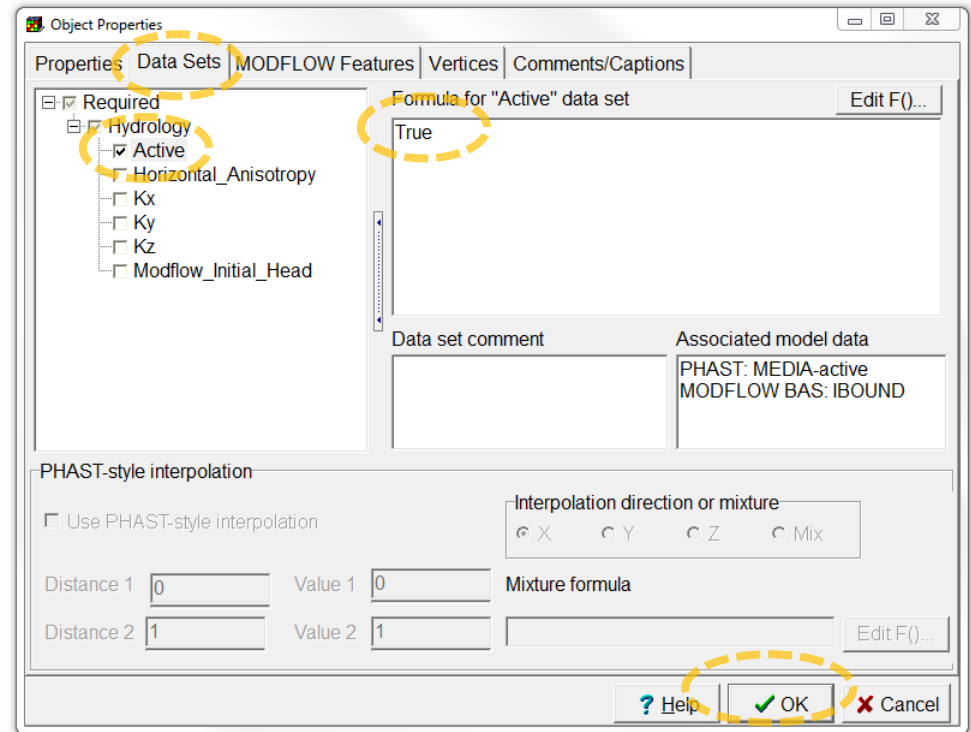 Object Properties
Properties Data Sets MODFLOW Features Vertices Comments/Captions
Required
Hydrology
Active
Horizontal_Anisotropy
Kx
Ky
Kz
Modflow_Initial_Head
Formula for "Active" data set
Edit F()...
True
Data set comment
Associated model data
PHAST: MEDIA-active
MODFLOW BAS: IBOUND
PHAST-style interpolation
Use PHAST-style interpolation
Interpolation direction or mixture
X Y Z Mix
Distance 1 0 Value 1 0 Mixture formula
Distance 2 1 Value 2 1 Edit F()...
? Help OK Cancel